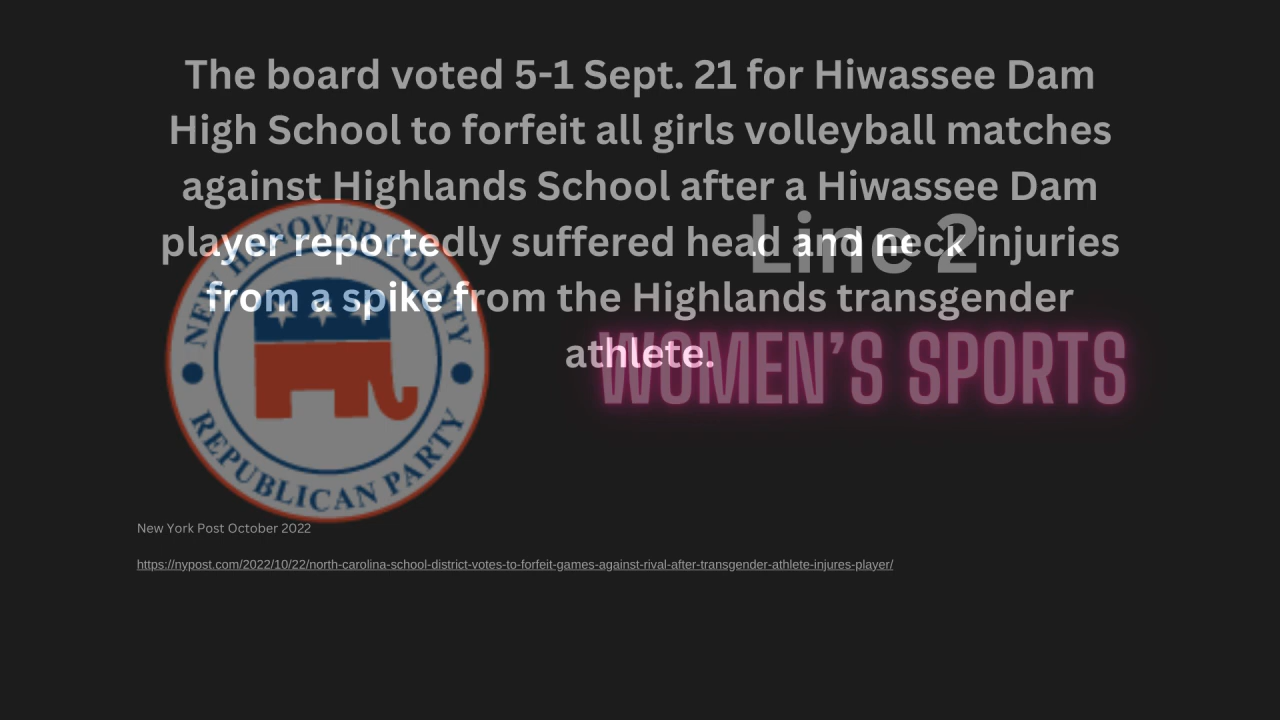 The board voted 5-1 Sept. 21 for Hiwassee Dam
High School to forfeit all girls volleyball matches
against Highlands School after a Hiwassee Dam
player reportedly suffered head and neck injuries
from a spike from the Highlands transgender
athlete.
Line 2
WOMEN'S SPORTS
NEW HANOVER COUNTY
REPUBLICAN PARTY
New York Post October 2022
https://nypost.com/2022/10/22/north-carolina-school-district-votes-to-forfeit-games-against-rival-after-transgender-athlete-injures-player/